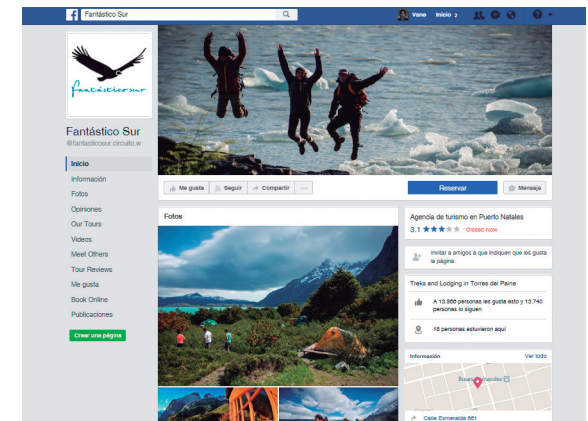 Fantástico Sur
Vane Inicio 2
fantásticosur
Fantástico Sur
@fantasticosur.circuito.w
Inicio
Información
Fotos
Opiniones
Our Tours
Videos
Meet Others
Tour Reviews
Me gusta
Book Online
Publicaciones
Crear una página
Me gusta Seguir Compartir
Reservar Mensaje
Fotos
Agencia de turismo en Puerto Natales
3.1 Closed Now
Invitar a amigos a que indiquen que les gusta
la página
Treks and Lodging in Torres del Paine
A 13.866 personas les gusta esto y 13.740
personas lo siguen
18 personas estuvieron aquí
Información Ver todo
Calle Esmeralda 661